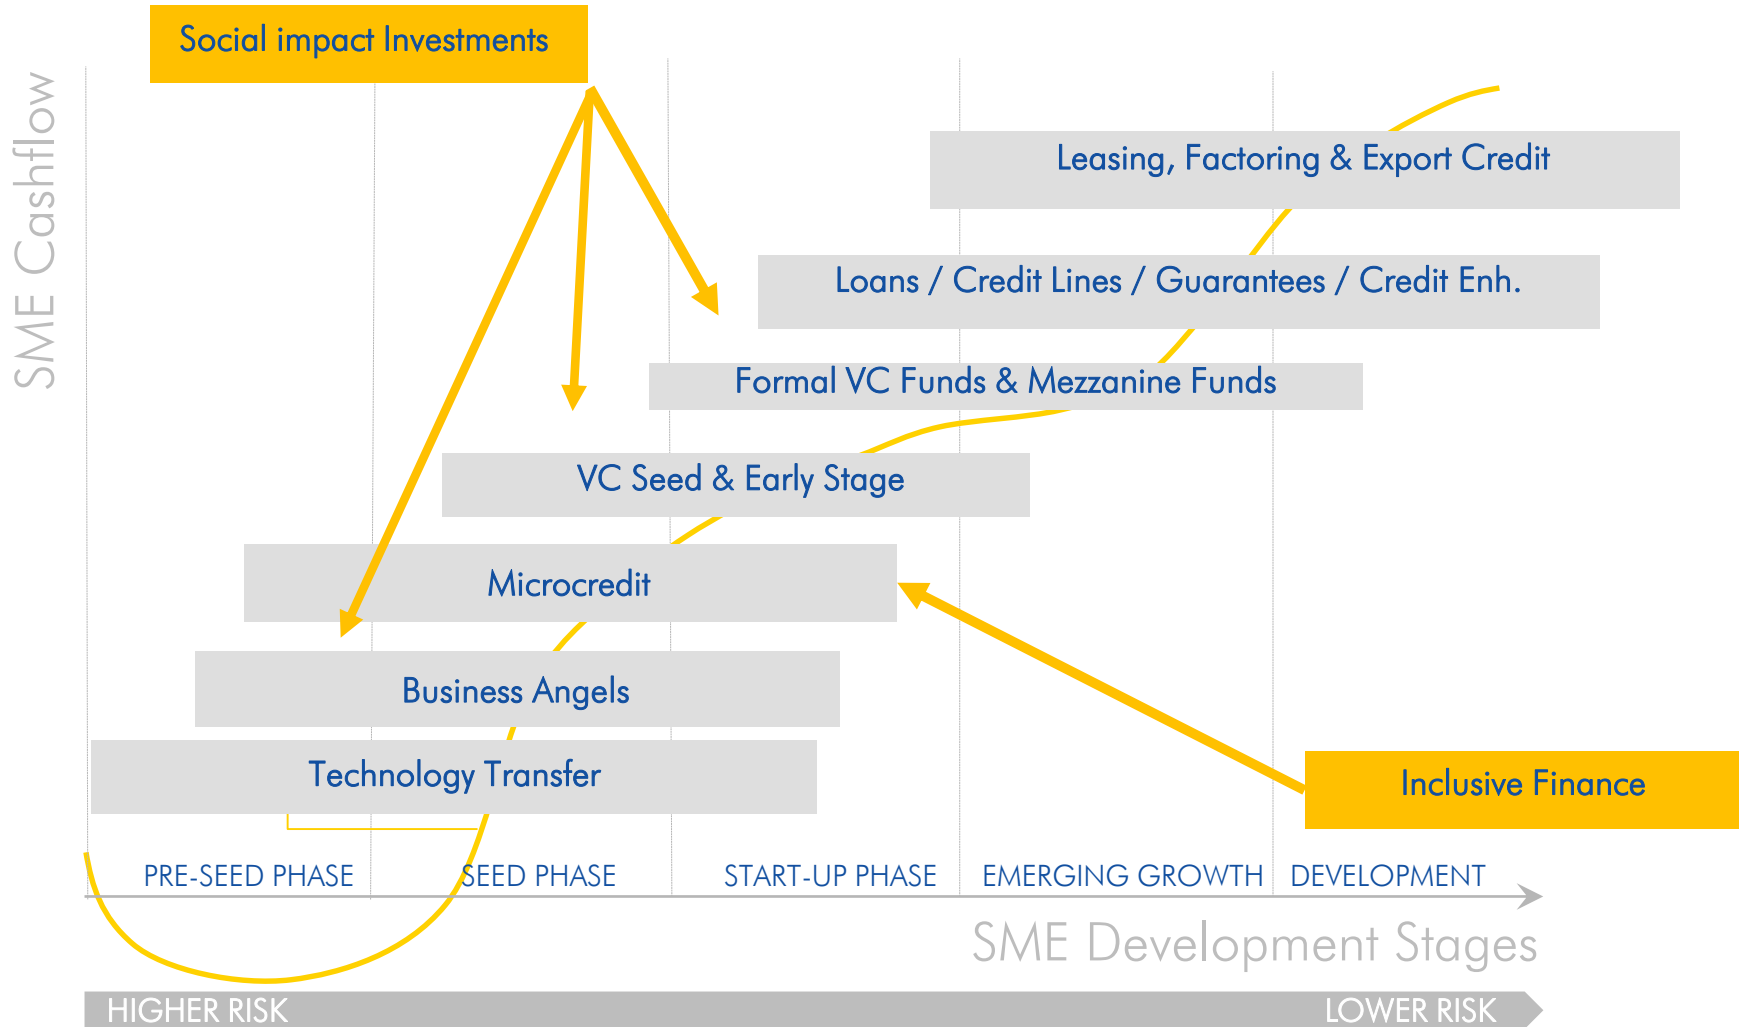 Social impact Investments
SME Cashflow
Leasing, Factoring & Export Credit
Loans / Credit Lines / Guarantees / Credit Enh.
Formal VC Funds & Mezzanine Funds
VC Seed & Early Stage
Microcredit
Business Angels
Technology Transfer
Inclusive Finance
PRE-SEED PHASE
SEED PHASE
START-UP PHASE
EMERGING GROWTH
DEVELOPMENT
SME Development Stages
HIGHER RISK
LOWER RISK